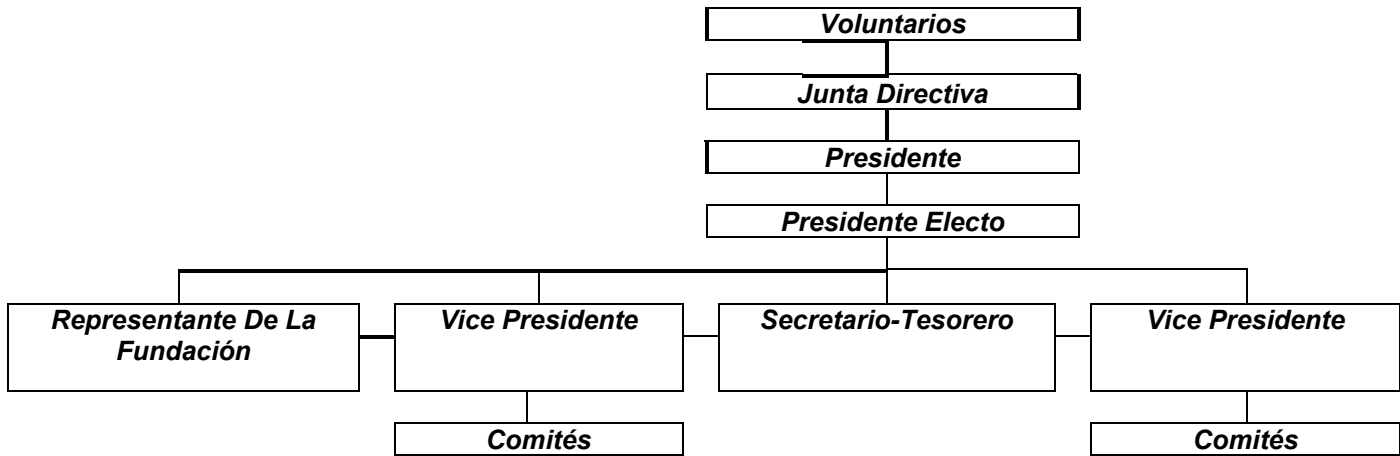 Voluntarios
Junta Directiva
Presidente
Presidente Electo
Representante De La
Fundación
Vice Presidente
Secretario-Tesorero
Vice Presidente
Comités
Comités